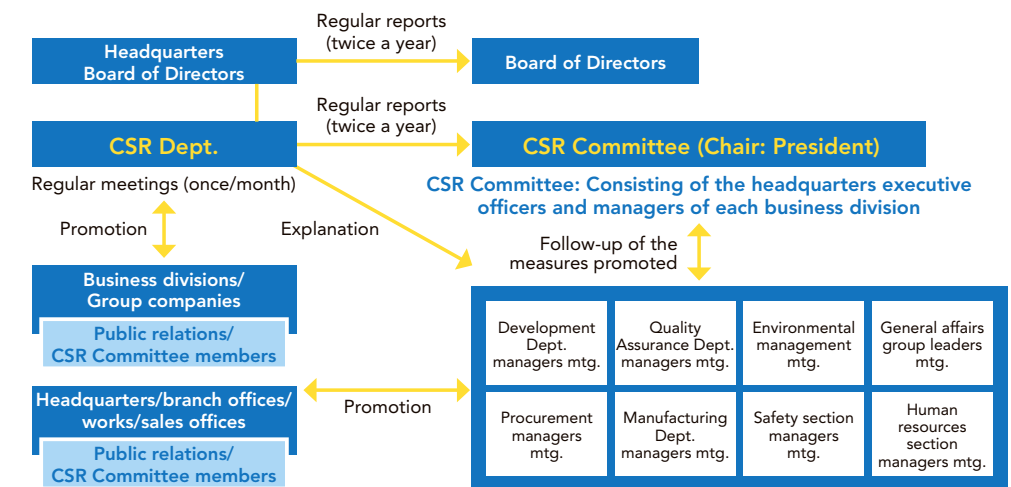 Regular reports
(twice a year)
Headquarters
Board of Directors
Board of Directors
Regular reports
(twice a year)
CSR Dept.
CSR Committee (Chair: President)
Regular meetings (once/month)
CSR Committee: Consisting of the headquarters executive
officers and managers of each business division
Promotion
Explanation
Follow-up of the
measures promoted
Business divisions/
Group companies
Public relations/
CSR Committee members
Development
Dept.
managers mtg.
Quality
Assurance Dept.
managers mtg.
Environmental
management
mtg.
General affairs
group leaders
mtg.
Headquarters/branch offices/
works/sales offices
Public relations/
CSR Committee members
Promotion
Procurement
managers
mtg.
Manufacturing
Dept.
managers mtg.
Safety section
managers
mtg.
Human
resources
section
managers mtg.